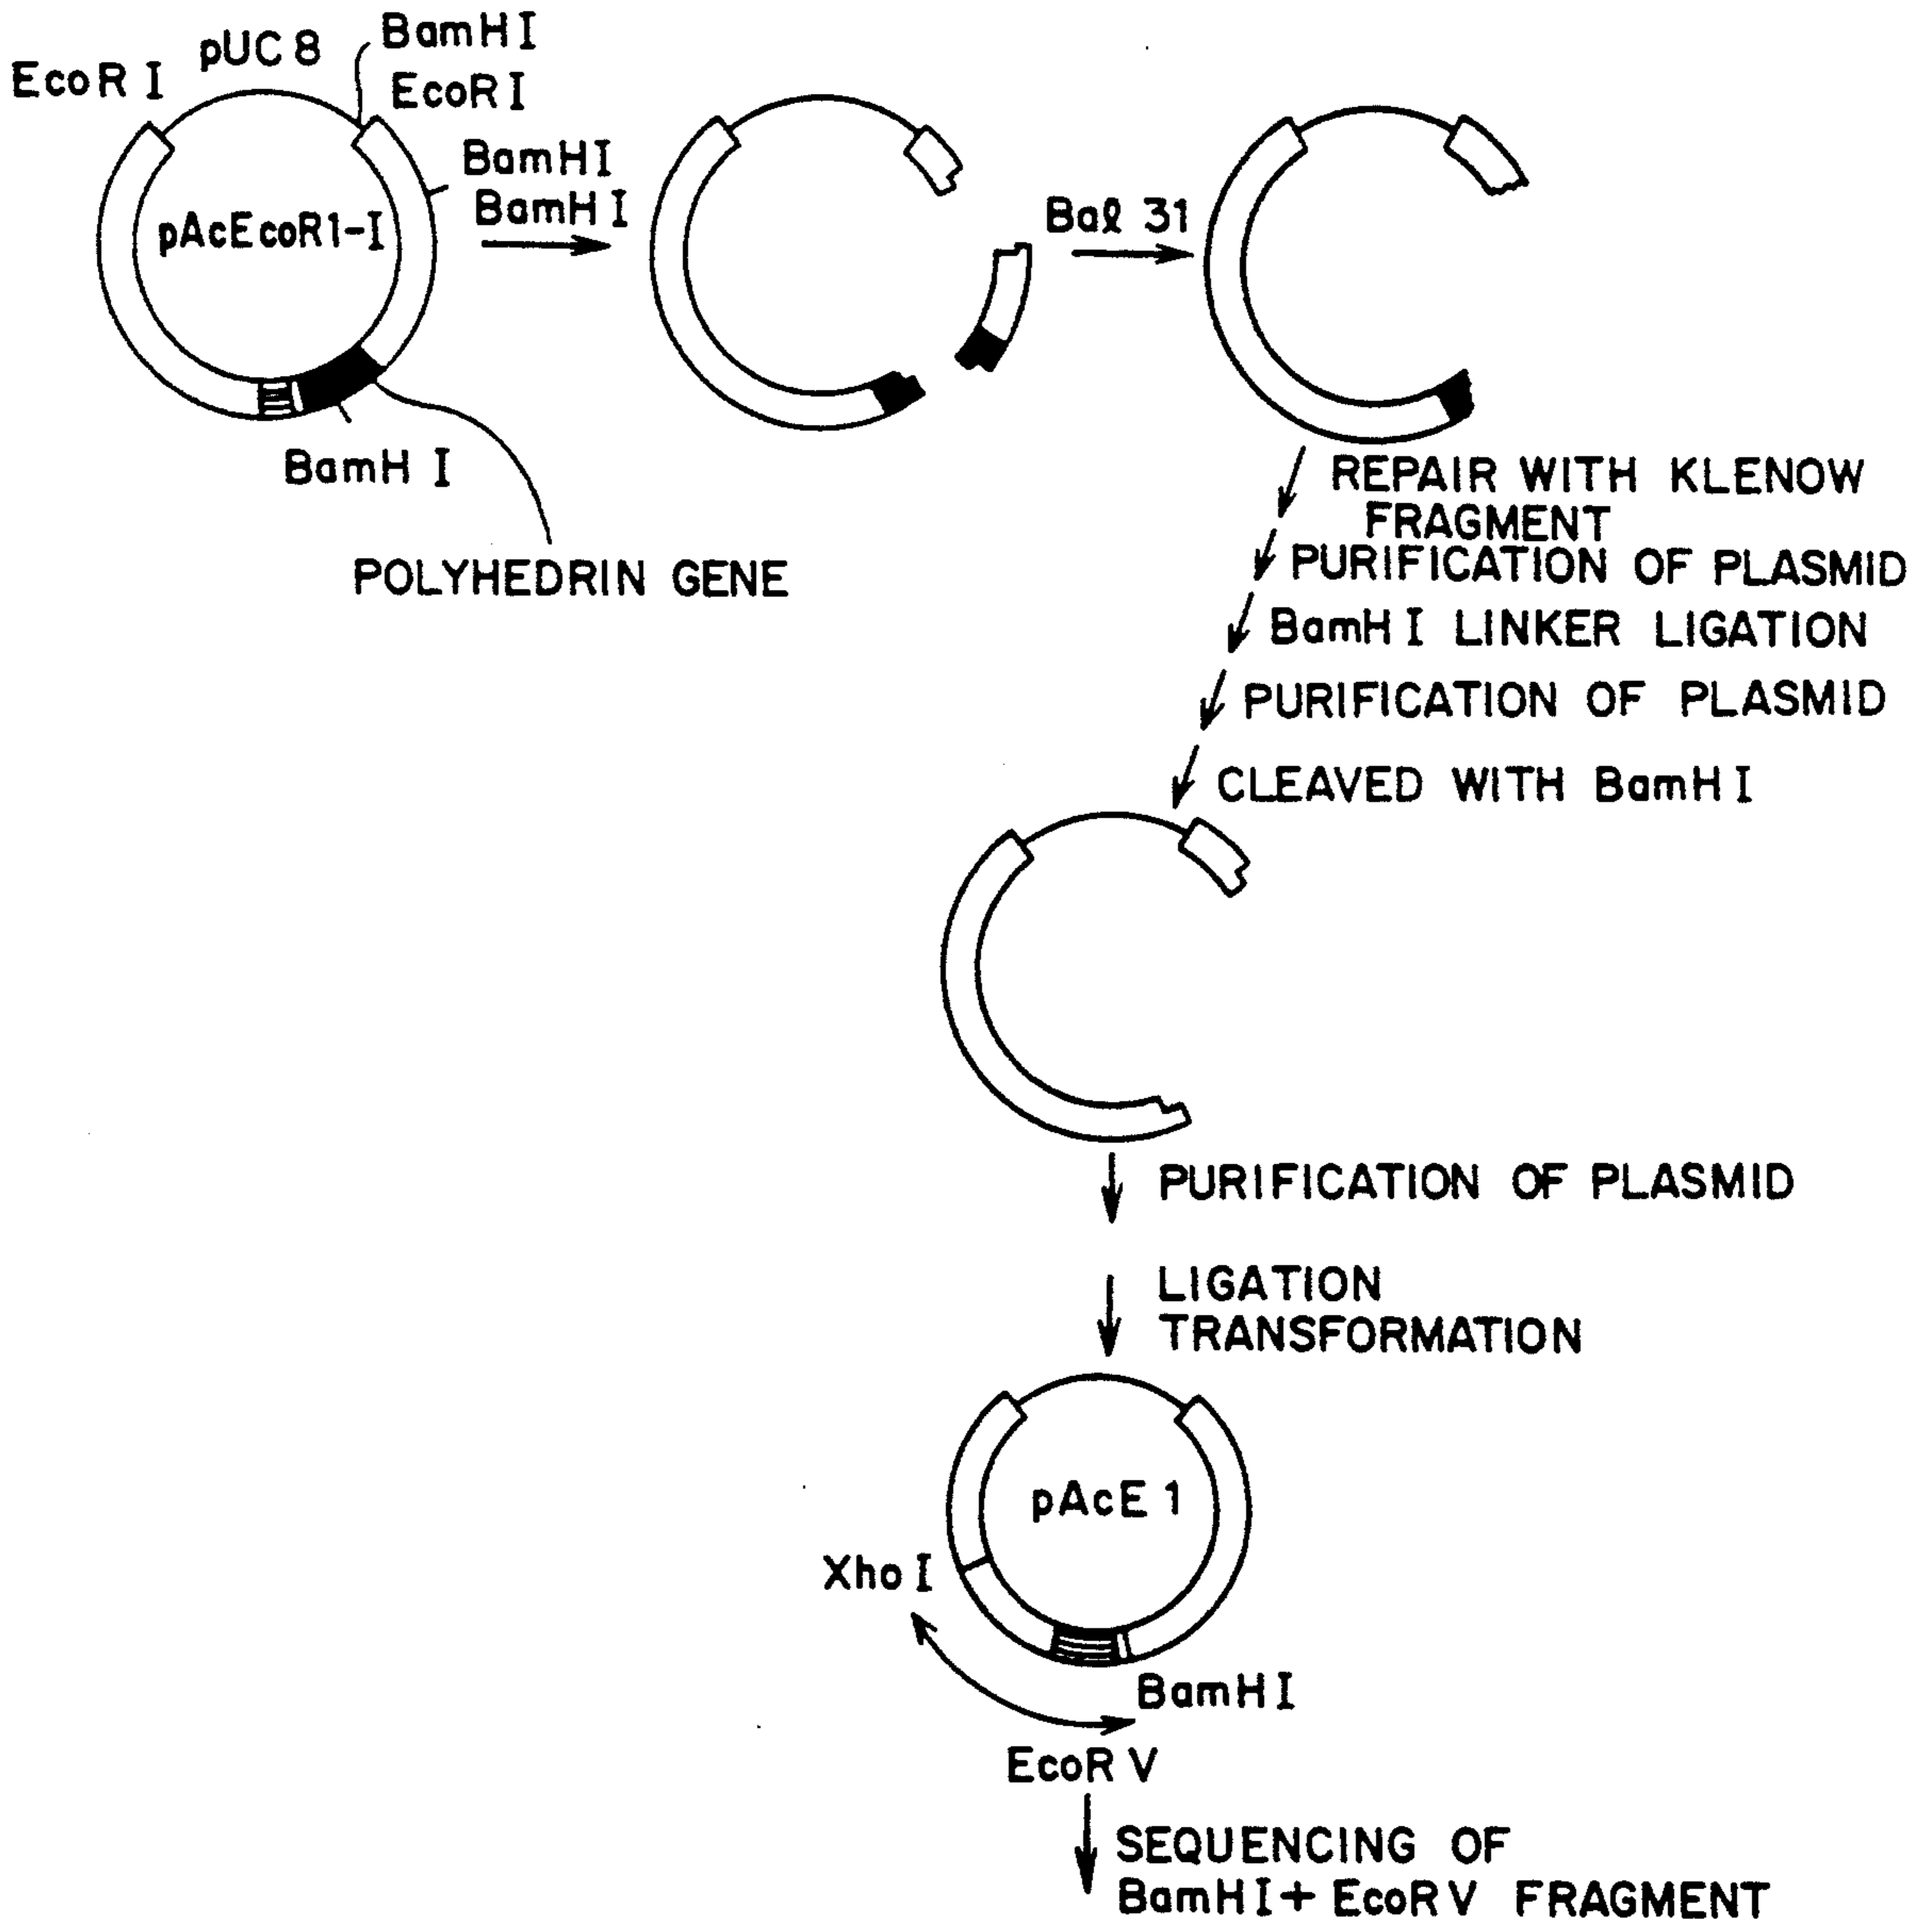 pUC 8
BamH I
EcoR I
EcoR I
pAcEcoR1-I
BamH I
BamH I
BamH I
POLYHEDRIN GENE
Bal 31
REPAIR WITH KLENOW
FRAGMENT
PURIFICATION OF PLASMID
BamH I LINKER LIGATION
PURIFICATION OF PLASMID
CLEAVED WITH BamH I
PURIFICATION OF PLASMID
LIGATION
TRANSFORMATION
pAcE 1
Xho I
BamH I
EcoR V
SEQUENCING OF
BamH I + EcoR V FRAGMENT